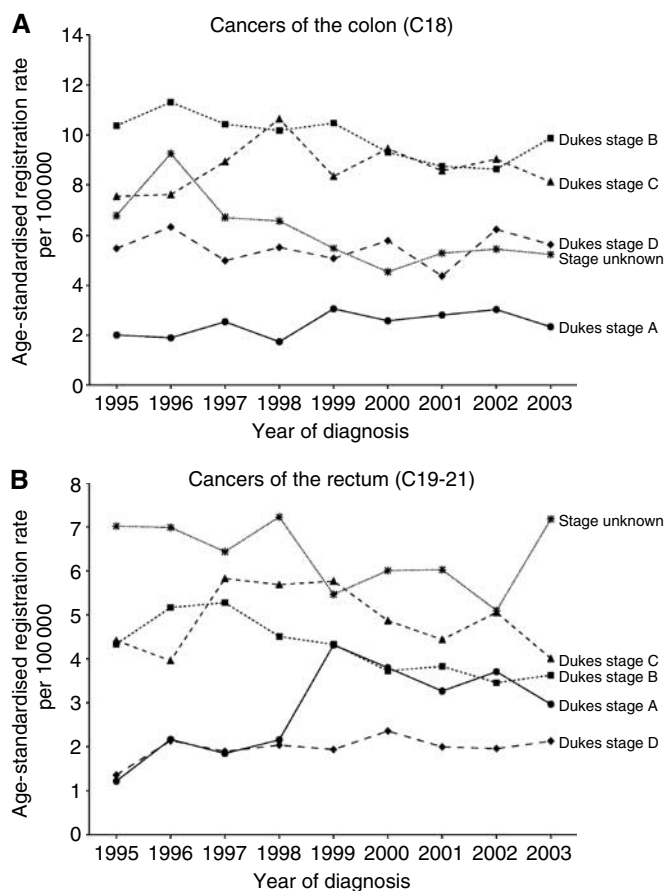 A
Cancers of the colon (C18)
Age-standardised registration rate
per 100 000
14
12
10
8
6
4
2
0
Dukes stage B
Dukes stage C
Dukes stage D
Stage unknown
Dukes stage A
1995 1996 1997 1998 1999 2000 2001 2002 2003
Year of diagnosis
B
Cancers of the rectum (C19-21)
Age-standardised registration rate
per 100 000
8
7
6
5
4
3
2
1
0
Stage unknown
Dukes stage C
Dukes stage B
Dukes stage A
Dukes stage D
1995 1996 1997 1998 1999 2000 2001 2002 2003
Year of diagnosis